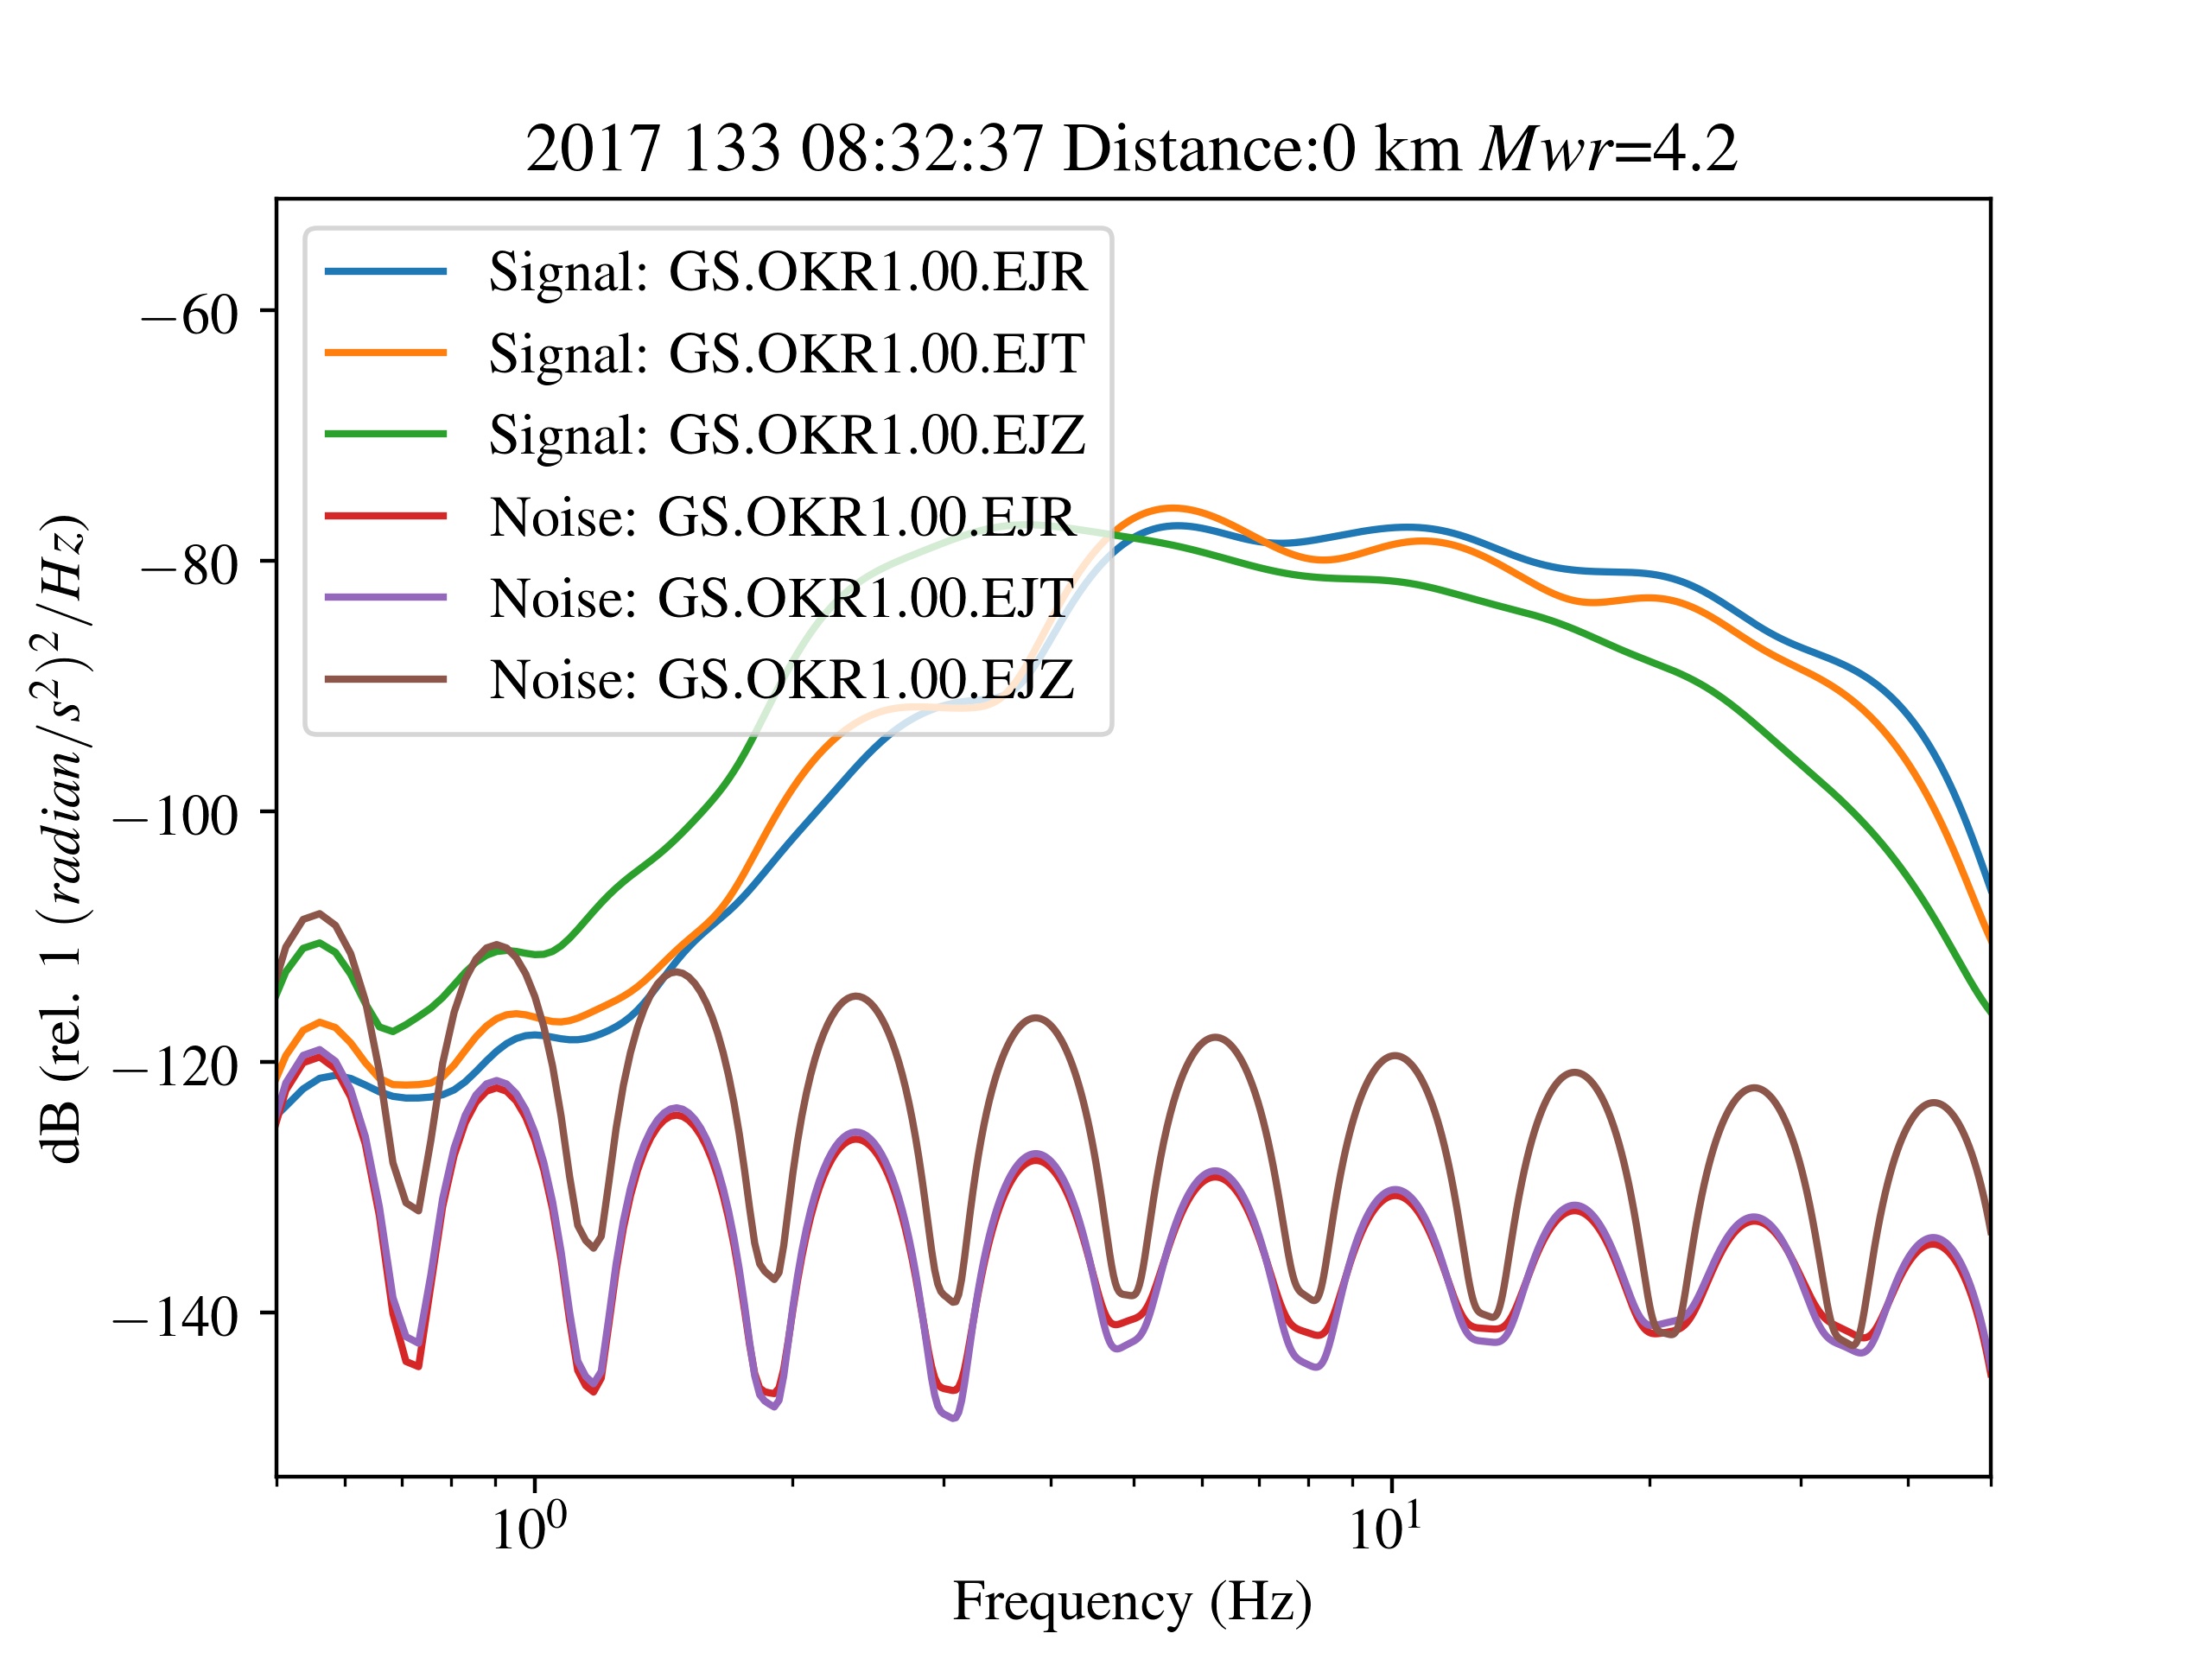 2017 133 08:32:37 Distance:0 km Mwr=4.2
Signal: GS.OKR1.00.EJR
Signal: GS.OKR1.00.EJT
Signal: GS.OKR1.00.EJZ
Noise: GS.OKR1.00.EJR
Noise: GS.OKR1.00.EJT
Noise: GS.OKR1.00.EJZ
−60
−80
−100
−120
−140
dB (rel. 1 (radian/s²)²/Hz)
10⁰
10¹
Frequency (Hz)